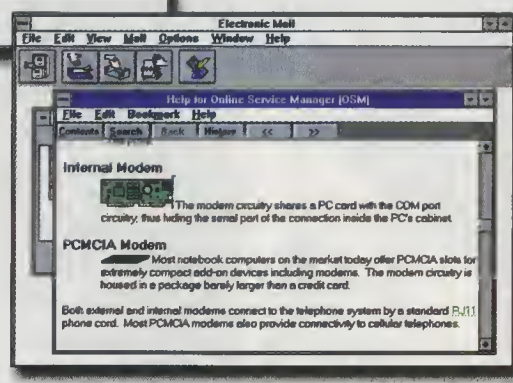 Electronic Mail
File Edit View Mail Options Window Help
Help for Online Service Manager [OSM]
File Edit Bookmark Help
Contents Search Back History << >>
Internal Modem
The modem circuitry shares a PC card with the COM port
circuitry, thus hiding the serial part of the connection inside the PC's cabinet
PCMCIA Modem
Most notebook computers on the market today offer PCMCIA slots for
extremely compact add-on devices including modems. The modem circuitry is
housed in a package barely larger than a credit card.
Both external and internal modems connect to the telephone system by a standard RJ11
phone cord. Most PCMCIA modems also provide connectivity to cellular telephones.